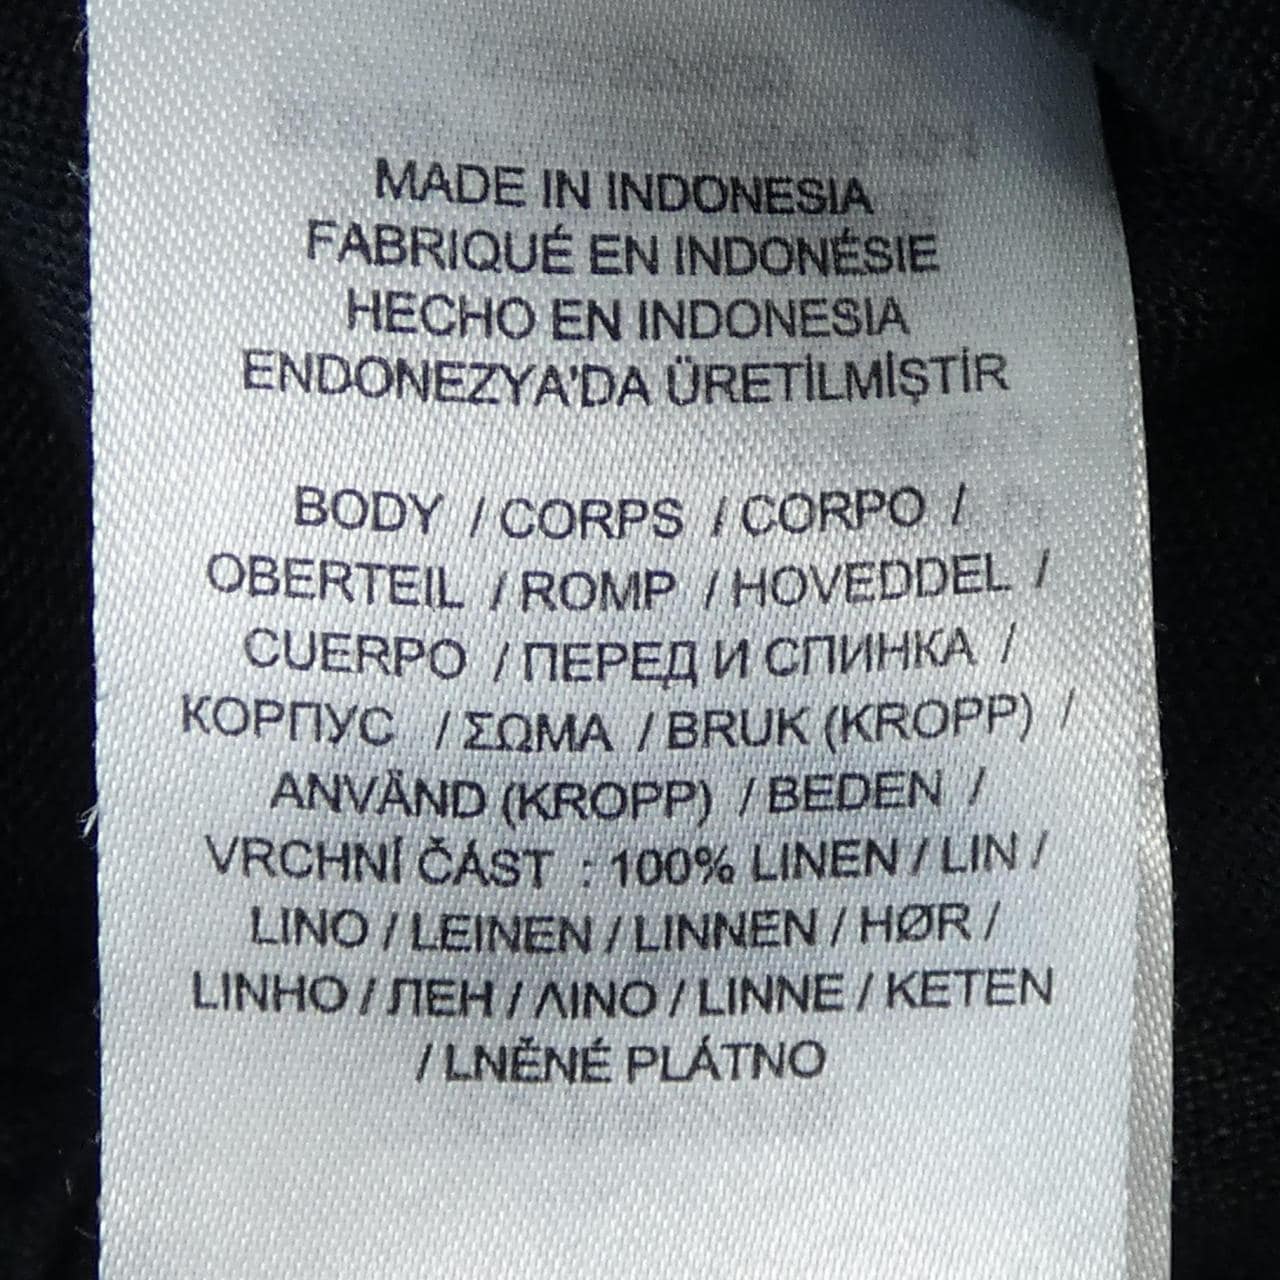 MADE IN INDONESIA
FABRIQUÉ EN INDONÉSIE
HECHO EN INDONESIA
ENDONEZYA'DA ÜRETİLMİŞTİR
BODY / CORPS / CORPO /
OBERTEIL / ROMP / HOVEDDEL /
CUERPO / ПЕРЕД И СПИНКА /
КОРПУС / ΣΩΜΑ / BRUK (KROPP) /
ANVÄND (KROPP) / BEDEN /
VRCHNÍ ČÁST : 100% LINEN / LIN /
LINO / LEINEN / LINNEN / HØR /
LINHO / ЛЕН / ΛΙΝΟ / LINNE / KETEN
/ LNĚNÉ PLÁTNO